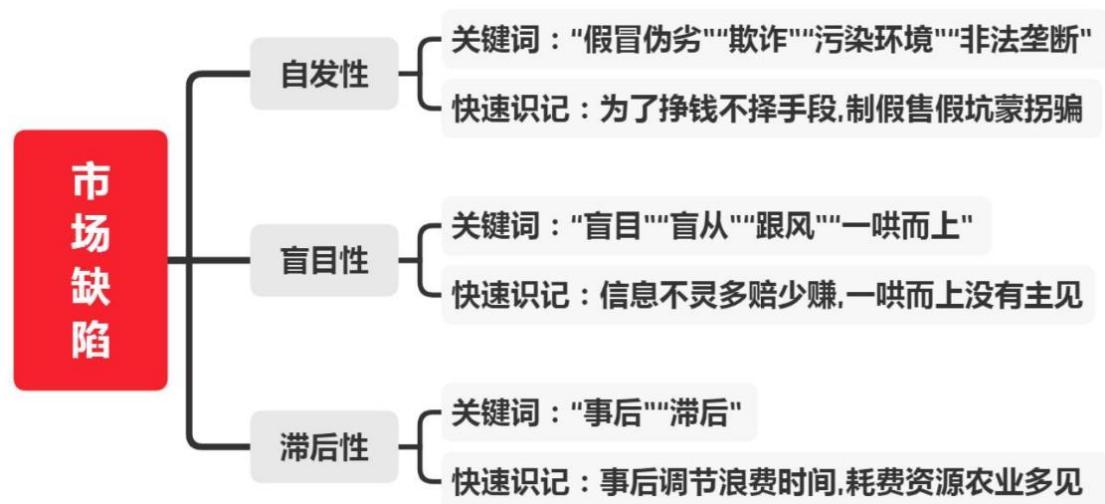 市场缺陷
自发性
关键词：“假冒伪劣”“欺诈”“污染环境”“非法垄断”
快速识记：为了挣钱不择手段,制假售假坑蒙拐骗
盲目性
关键词：“盲目”“盲从”“跟风”“一哄而上”
快速识记：信息不灵多赔少赚,一哄而上没有主见
滞后性
关键词：“事后”“滞后”
快速识记：事后调节浪费时间,耗费资源农业多见